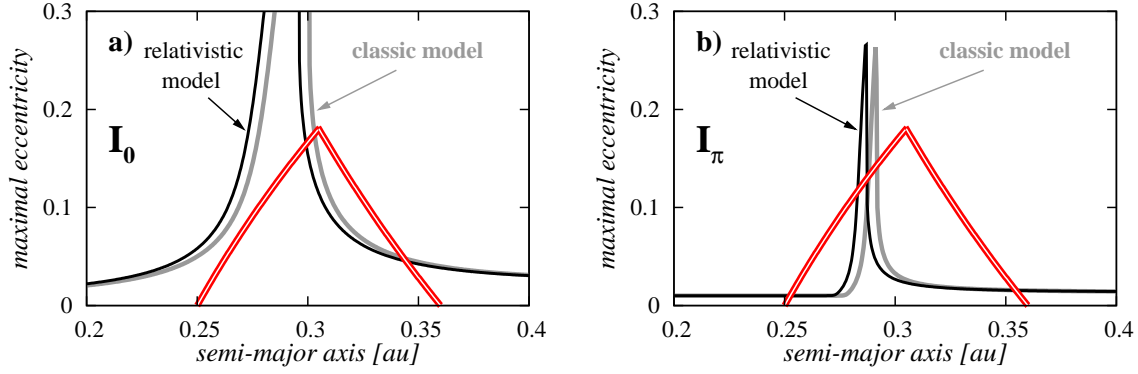 0.3
a)
relativistic
model
classic model
0.2
I0
0.1
0
maximal eccentricity
0.2 0.25 0.3 0.35 0.4
semi-major axis [au]
0.3
b)
relativistic
model
classic model
0.2
Iπ
0.1
0
maximal eccentricity
0.2 0.25 0.3 0.35 0.4
semi-major axis [au]